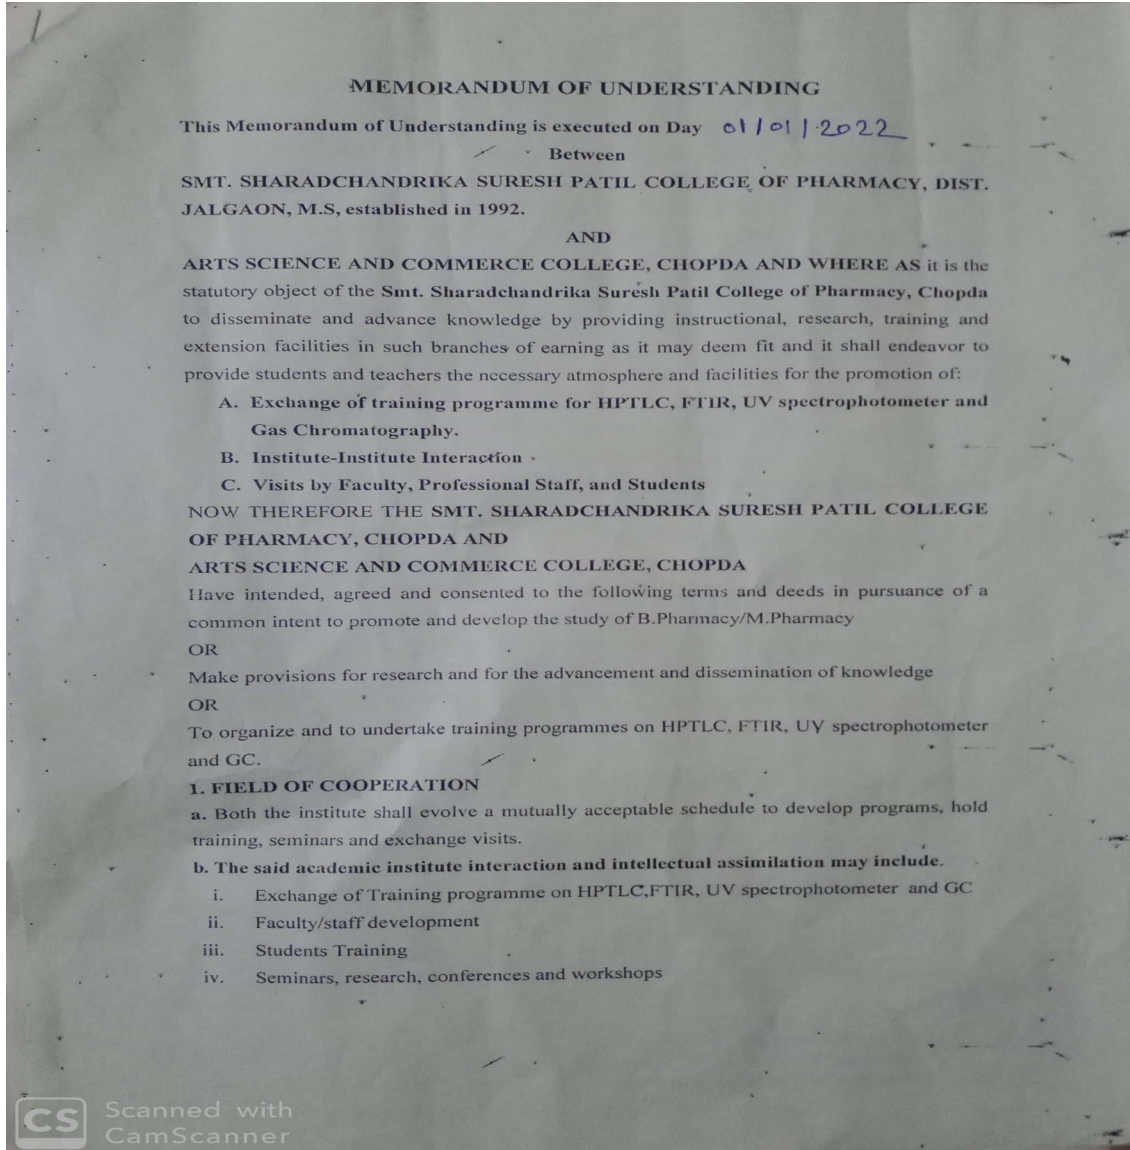 MEMORANDUM OF UNDERSTANDING
This Memorandum of Understanding is executed on Day 01/01/2022
Between
SMT. SHARADCHANDRIKA SURESH PATIL COLLEGE OF PHARMACY, DIST.
JALGAON, M.S, established in 1992.
AND
ARTS SCIENCE AND COMMERCE COLLEGE, CHOPDA AND WHERE AS it is the
statutory object of the Smt. Sharadchandrika Suresh Patil College of Pharmacy, Chopda
to disseminate and advance knowledge by providing instructional, research, training and
extension facilities in such branches of earning as it may deem fit and it shall endeavor to
provide students and teachers the necessary atmosphere and facilities for the promotion of:
A. Exchange of training programme for HPTLC, FTIR, UV spectrophotometer and
Gas Chromatography.
B. Institute-Institute Interaction
C. Visits by Faculty, Professional Staff, and Students
NOW THEREFORE THE SMT. SHARADCHANDRIKA SURESH PATIL COLLEGE
OF PHARMACY, CHOPDA AND
ARTS SCIENCE AND COMMERCE COLLEGE, CHOPDA
Have intended, agreed and consented to the following terms and deeds in pursuance of a
common intent to promote and develop the study of B.Pharmacy/M.Pharmacy
OR
Make provisions for research and for the advancement and dissemination of knowledge
OR
To organize and to undertake training programmes on HPTLC, FTIR, UV spectrophotometer
and GC.
1. FIELD OF COOPERATION
a. Both the institute shall evolve a mutually acceptable schedule to develop programs, hold
training, seminars and exchange visits.
b. The said academic institute interaction and intellectual assimilation may include.
i. Exchange of Training programme on HPTLC,FTIR, UV spectrophotometer and GC
ii. Faculty/staff development
iii. Students Training
iv. Seminars, research, conferences and workshops
CS Scanned with
CamScanner